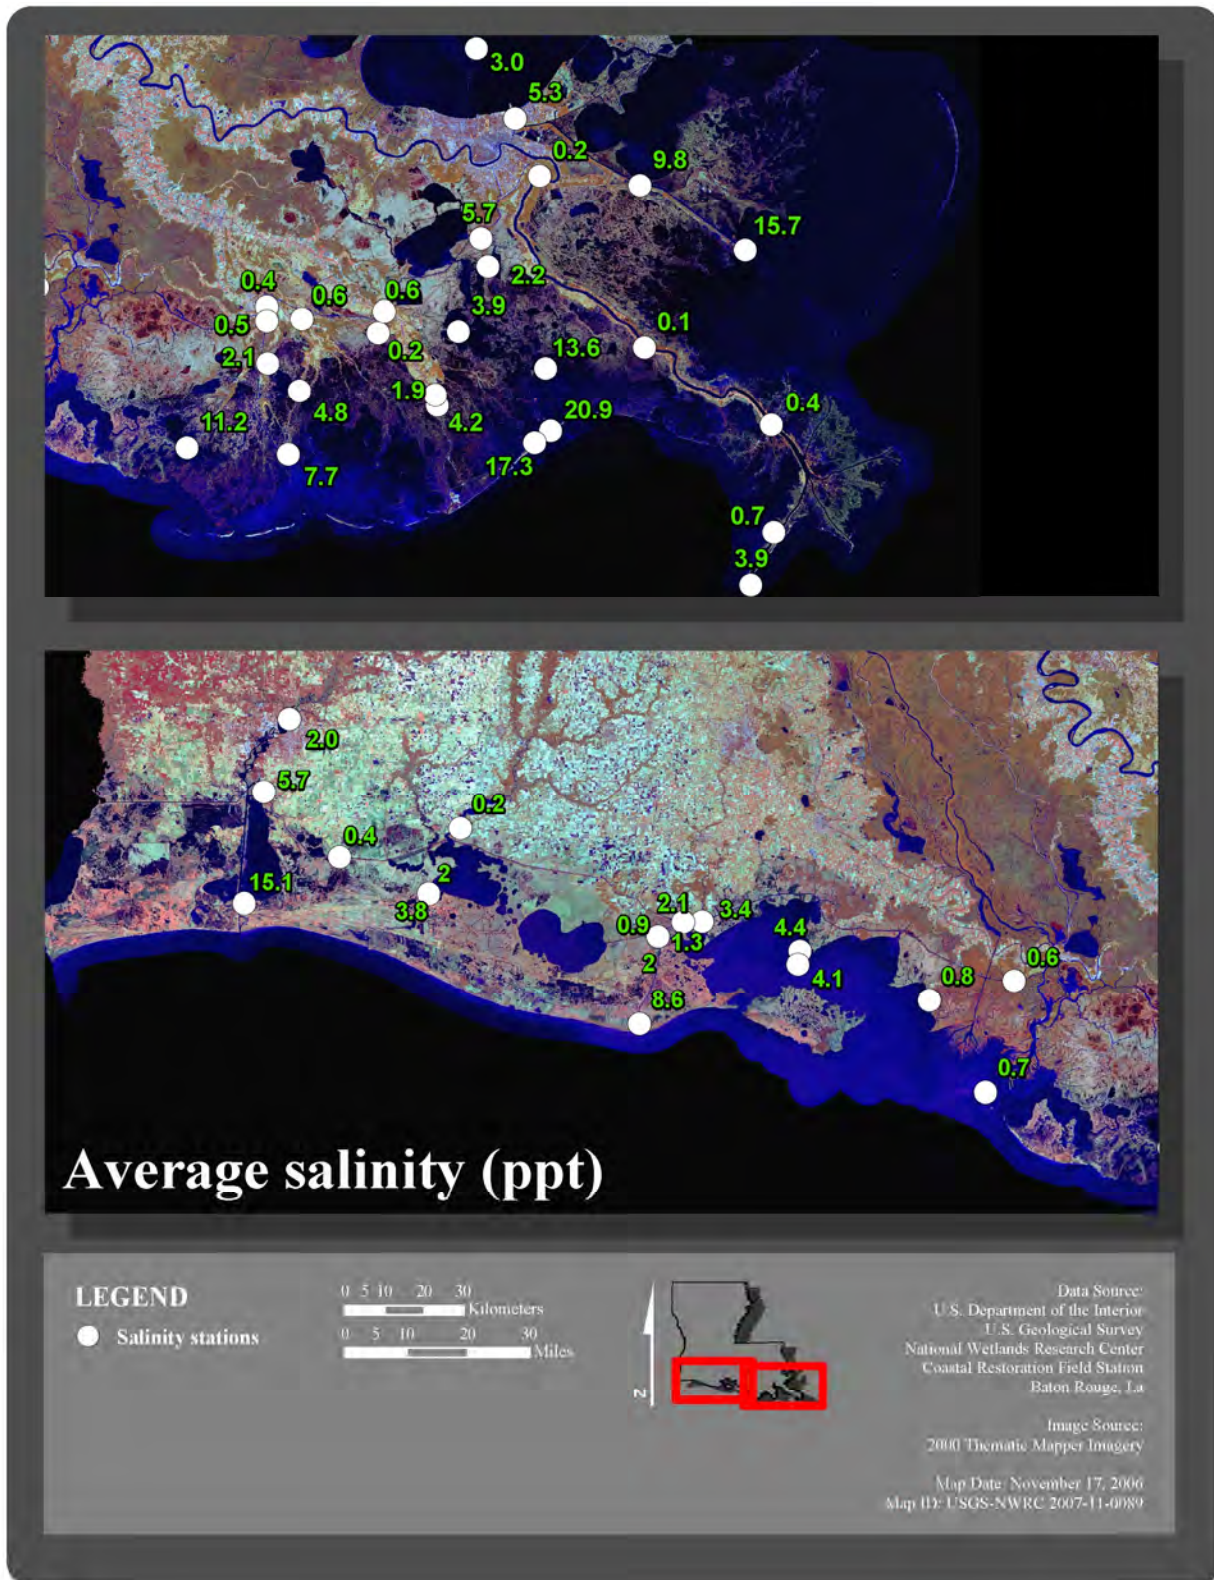 3.0
5.3
0.2
9.8
15.7
5.7
2.2
0.4
0.6
0.6
3.9
0.5
0.2
0.1
2.1
13.6
1.9
0.4
4.8
4.2
11.2
20.9
17.3
7.7
0.7
3.9
2.0
5.7
0.2
0.4
2
15.1
3.8
2.1
3.4
0.9
1.3
4.4
2
4.1
0.8
0.6
8.6
0.7
Average salinity (ppt)
LEGEND
Salinity stations
0 5 10 20 30
Kilometers
0 5 10 20 30
Miles
N
Data Source:
U.S. Department of the Interior
U.S. Geological Survey
National Wetlands Research Center
Coastal Restoration Field Station
Baton Rouge, La
Image Source:
2000 Thematic Mapper Imagery
Map Date: November 17, 2006
Map ID: USGS-NWRC 2007-11-0089